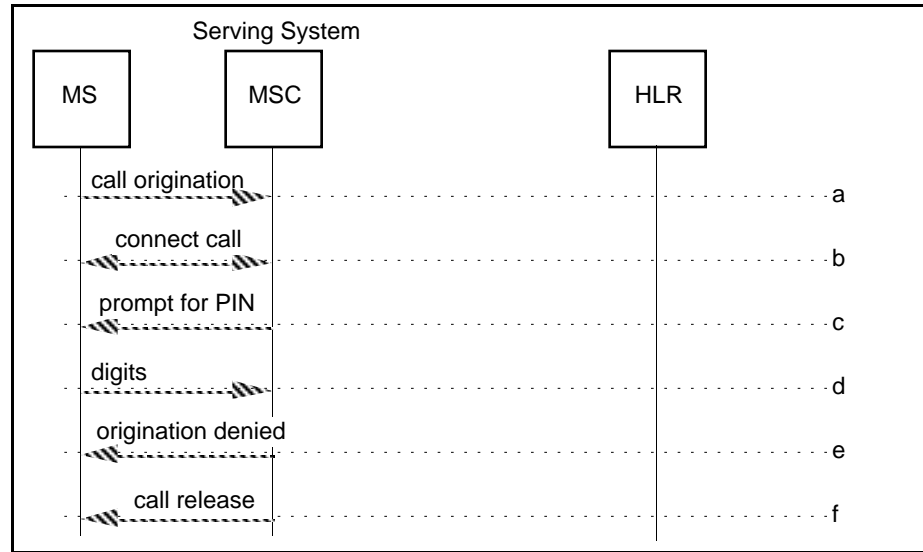 Serving System
MS
MSC
HLR
call origination
a
connect call
b
prompt for PIN
c
digits
d
origination denied
e
call release
f